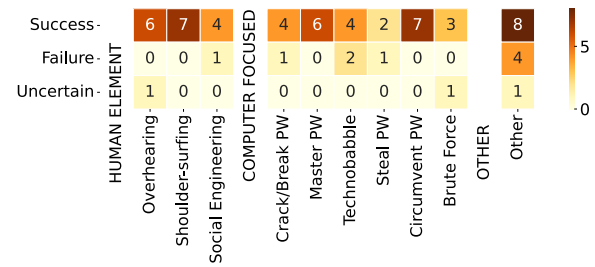 Success 6 7 4 4 6 4 2 7 3 8
Failure 0 0 1 1 0 2 1 0 0 4
Uncertain 1 0 0 0 0 0 0 0 1 1
5
0
HUMAN ELEMENT
Overhearing
Shoulder-surfing
Social Engineering
COMPUTER FOCUSED
Crack/Break PW
Master PW
Technobabble
Steal PW
Circumvent PW
Brute Force
OTHER
Other